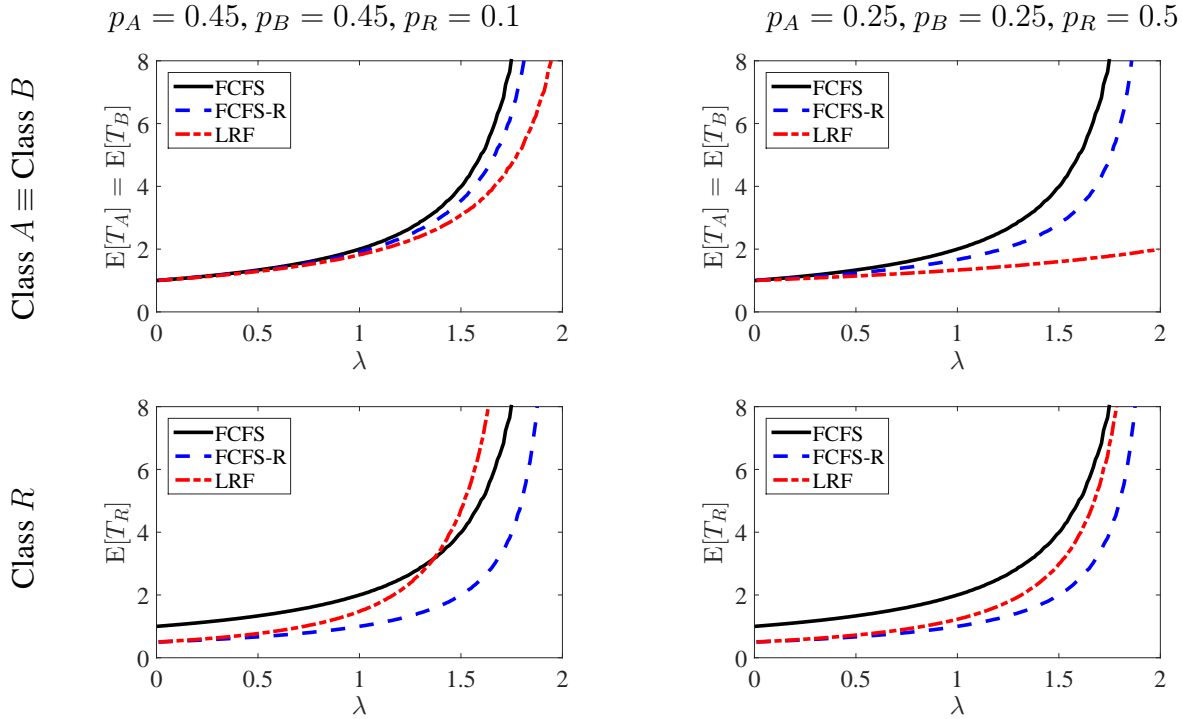 p_A = 0.45, p_B = 0.45, p_R = 0.1
p_A = 0.25, p_B = 0.25, p_R = 0.5
Class A ≡ Class B
E[T_A] = E[T_B]
8
6
4
2
0
FCFS
FCFS-R
LRF
0 0.5 1 1.5 2
λ
E[T_A] = E[T_B]
8
6
4
2
0
FCFS
FCFS-R
LRF
0 0.5 1 1.5 2
λ
Class R
E[T_R]
8
6
4
2
0
FCFS
FCFS-R
LRF
0 0.5 1 1.5 2
λ
E[T_R]
8
6
4
2
0
FCFS
FCFS-R
LRF
0 0.5 1 1.5 2
λ